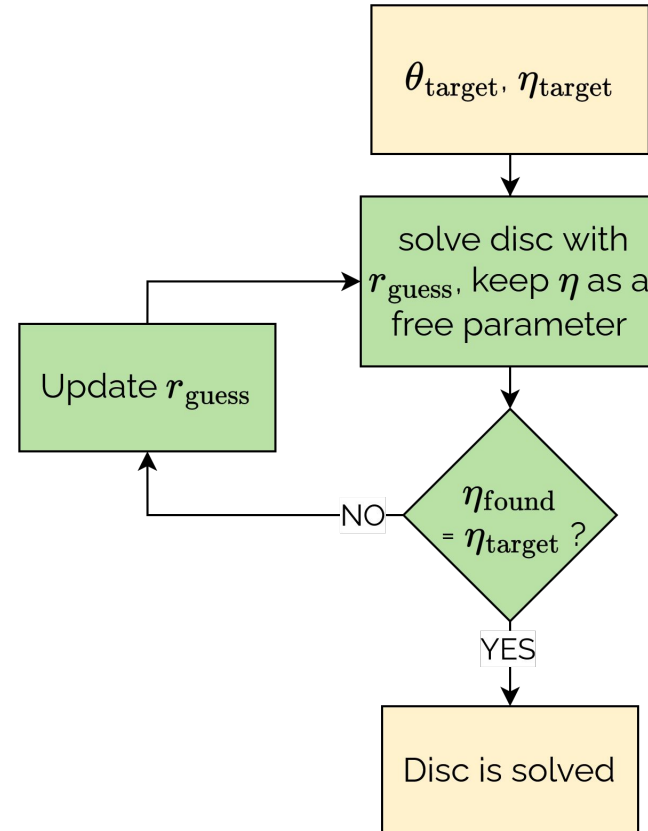 θ_target, η_target
solve disc with
r_guess, keep η as a
free parameter
Update r_guess
η_found
= η_target ?
NO
YES
Disc is solved